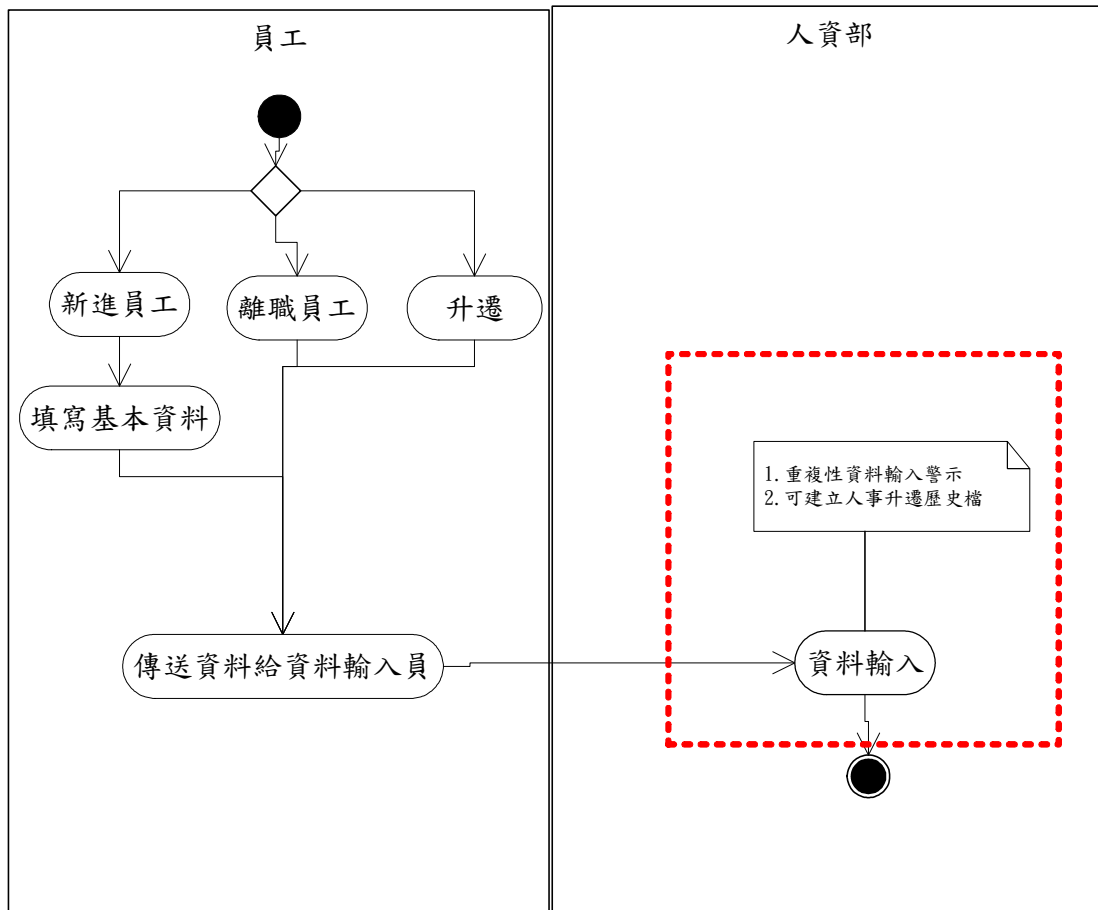 員工
人資部
新進員工
離職員工
升遷
填寫基本資料
1.重複性資料輸入警示
2.可建立人事升遷歷史檔
傳送資料給資料輸入員
資料輸入